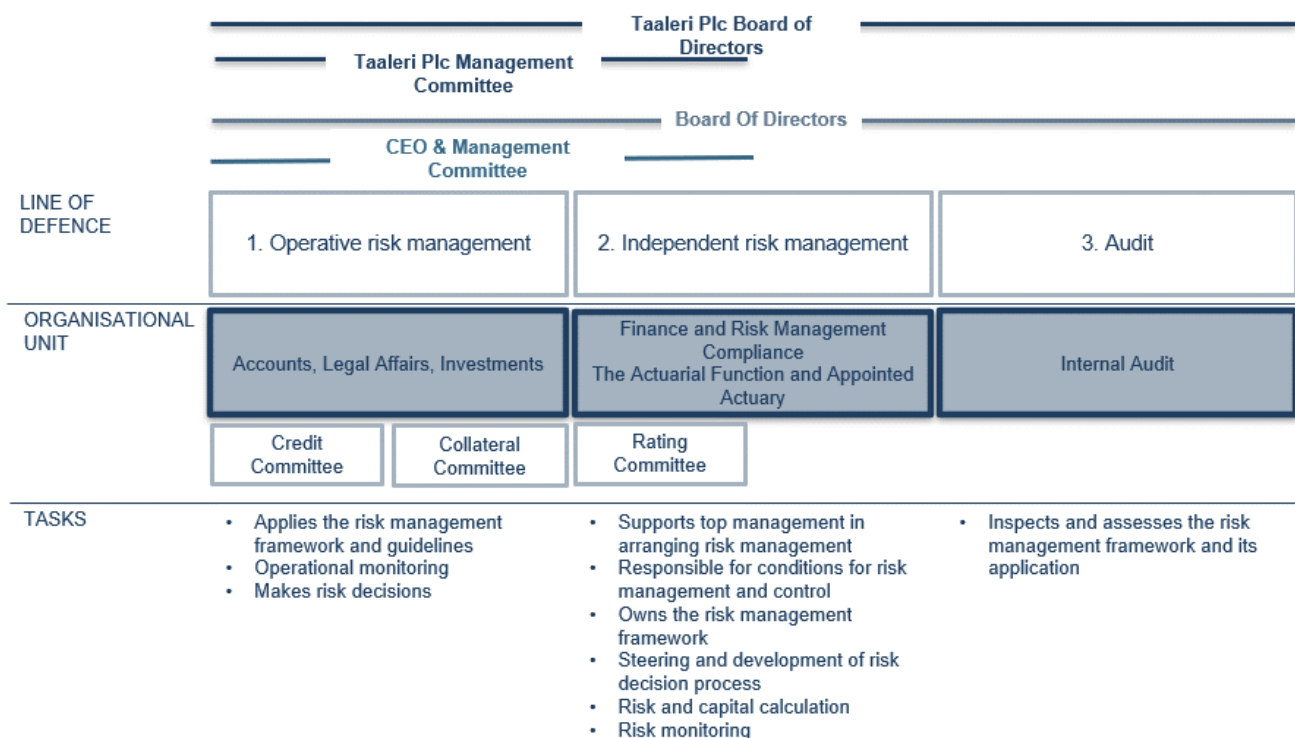 Taaleri Plc Board of
Directors
Taaleri Plc Management
Committee
Board Of Directors
CEO & Management
Committee
LINE OF
DEFENCE
1. Operative risk management
2. Independent risk management
3. Audit
ORGANISATIONAL
UNIT
Accounts, Legal Affairs, Investments
Finance and Risk Management
Compliance
The Actuarial Function and Appointed
Actuary
Internal Audit
Credit
Committee
Collateral
Committee
Rating
Committee
TASKS
• Applies the risk management
framework and guidelines
• Operational monitoring
• Makes risk decisions
• Supports top management in
arranging risk management
• Responsible for conditions for risk
management and control
• Owns the risk management
framework
• Steering and development of risk
decision process
• Risk and capital calculation
• Risk monitoring
• Inspects and assesses the risk
management framework and its
application